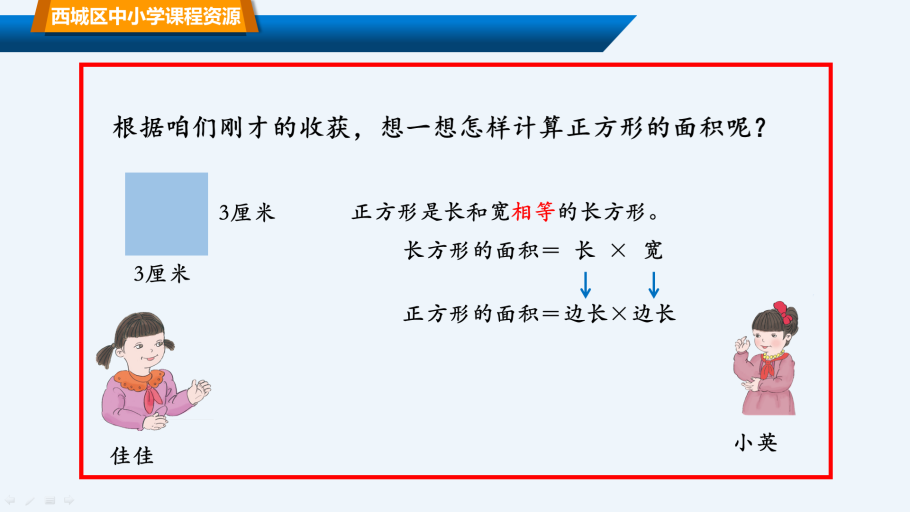 西城区中小学课程资源
根据咱们刚才的收获，想一想怎样计算正方形的面积呢？
3厘米
正方形是长和宽相等的长方形。
长方形的面积＝ 长 × 宽
3厘米
正方形的面积＝边长×边长
佳佳
小英